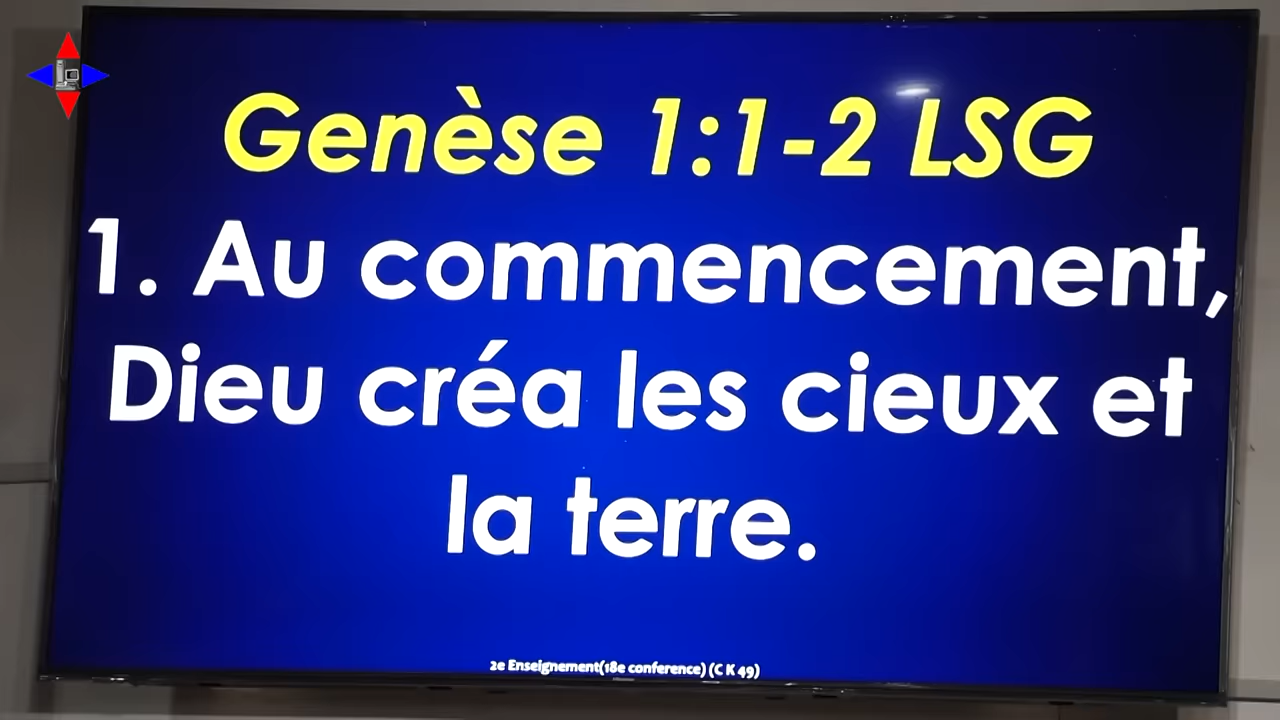 Genèse 1:1-2 LSG
1. Au commencement,
Dieu créa les cieux et
la terre.
2e Enseignement(18e conference) (C K 49)